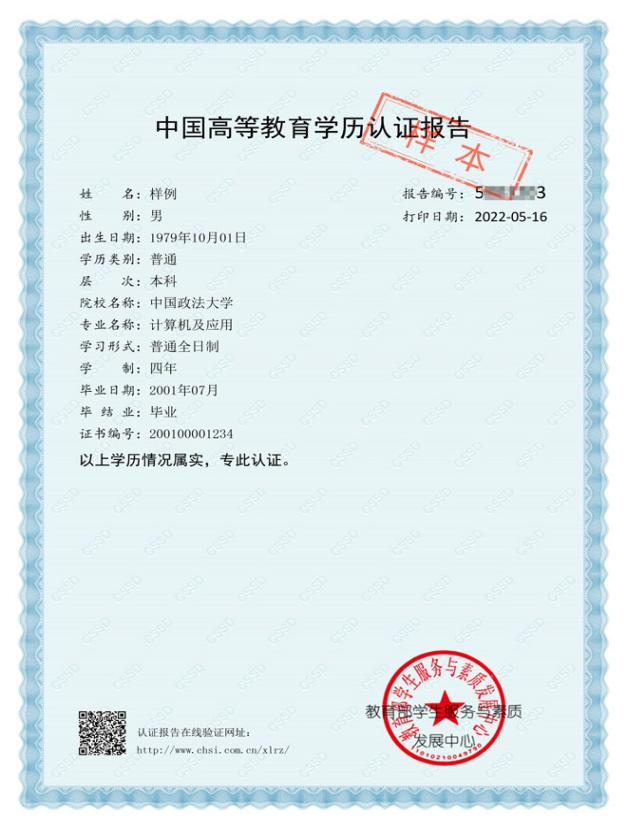 中国高等教育学历认证报告
样本
姓名：样例
报告编号：5 3
性别：男
打印日期：2022-05-16
出生日期：1979年10月01日
学历类别：普通
层次：本科
院校名称：中国政法大学
专业名称：计算机及应用
学习形式：普通全日制
学制：四年
毕业日期：2001年07月
毕结业：毕业
证书编号：200100001234
以上学历情况属实，专此认证。
教育部学生服务与素质发展中心
教育部学生服务与素质
发展中心
认证报告在线验证网址：
http://www.chsi.com.cn/xlrz/